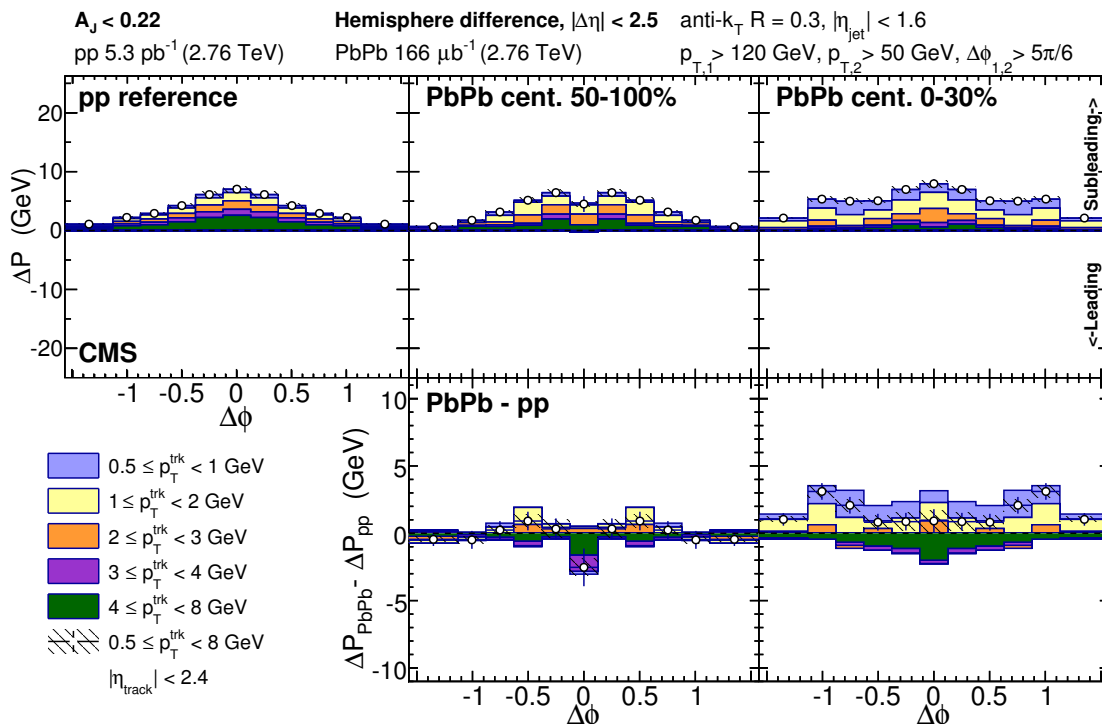 A_J < 0.22 Hemisphere difference, |Δη| < 2.5 anti-k_T R = 0.3, |η_jet| < 1.6
pp 5.3 pb⁻¹ (2.76 TeV) PbPb 166 μb⁻¹ (2.76 TeV) p_T,1 > 120 GeV, p_T,2 > 50 GeV, Δϕ_1,2 > 5π/6
pp reference
PbPb cent. 50-100%
PbPb cent. 0-30%
20
10
0
-10
-20
ΔP (GeV)
CMS
Subleading->
<-Leading
-1 -0.5 0 0.5 1
Δϕ
PbPb - pp
10
5
0
-5
-10
ΔP_PbPb - ΔP_pp (GeV)
-1 -0.5 0 0.5 1
Δϕ
-1 -0.5 0 0.5 1
Δϕ
0.5 ≤ p_T^trk < 1 GeV
1 ≤ p_T^trk < 2 GeV
2 ≤ p_T^trk < 3 GeV
3 ≤ p_T^trk < 4 GeV
4 ≤ p_T^trk < 8 GeV
0.5 ≤ p_T^trk < 8 GeV
|η_track| < 2.4